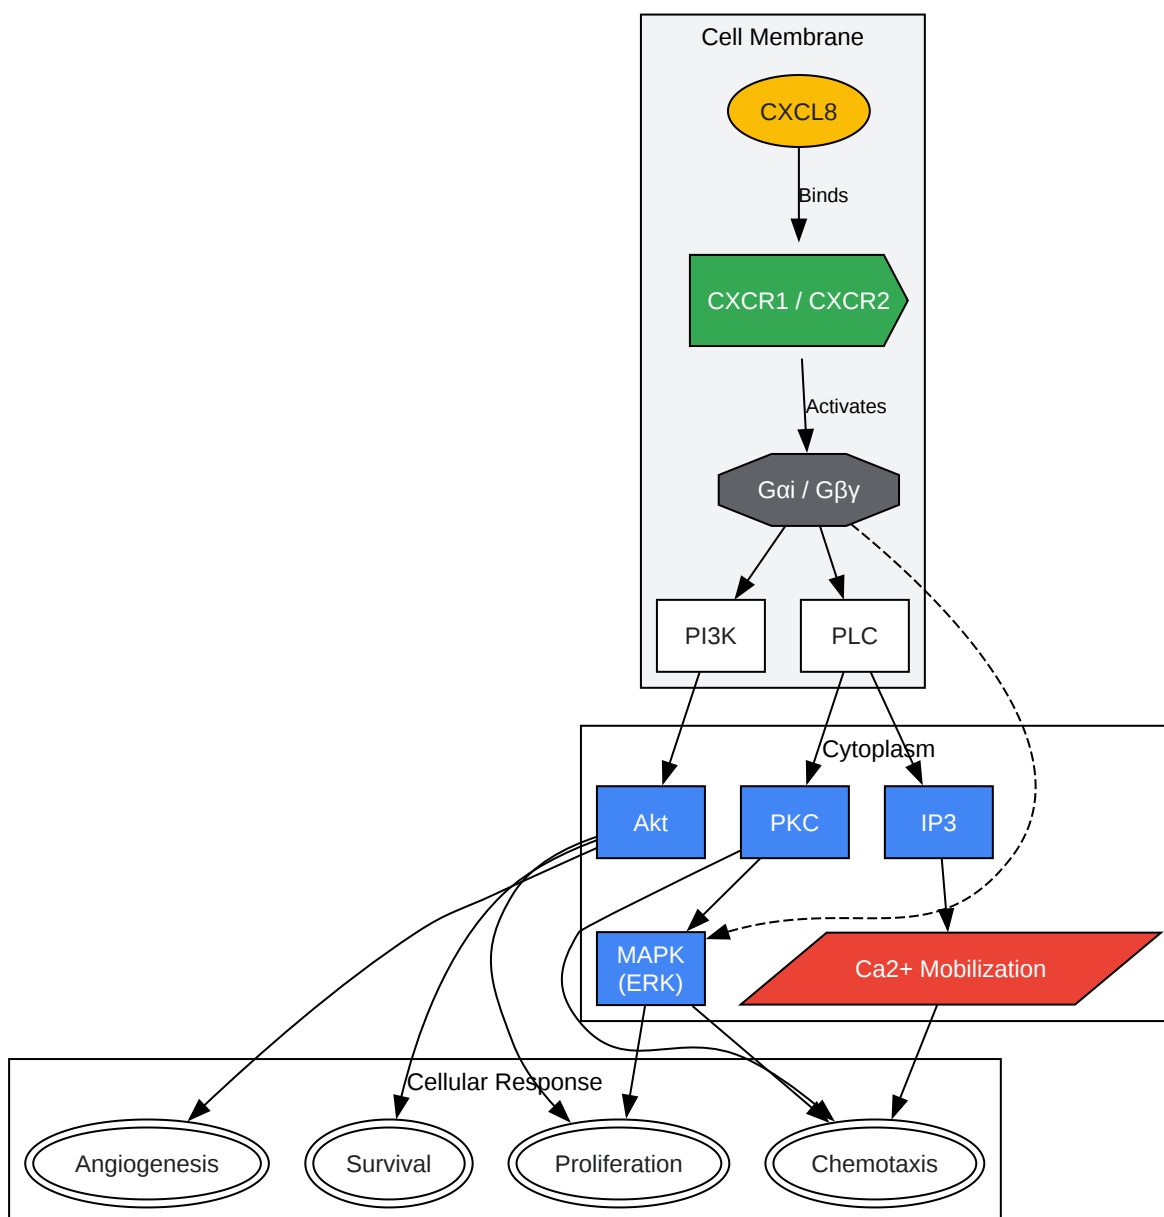 Cell Membrane
CXCL8
Binds
CXCR1 / CXCR2
Activates
Gαi / Gβγ
PI3K
PLC
Cytoplasm
Akt
PKC
IP3
MAPK
(ERK)
Ca2+ Mobilization
Cellular Response
Angiogenesis
Survival
Proliferation
Chemotaxis